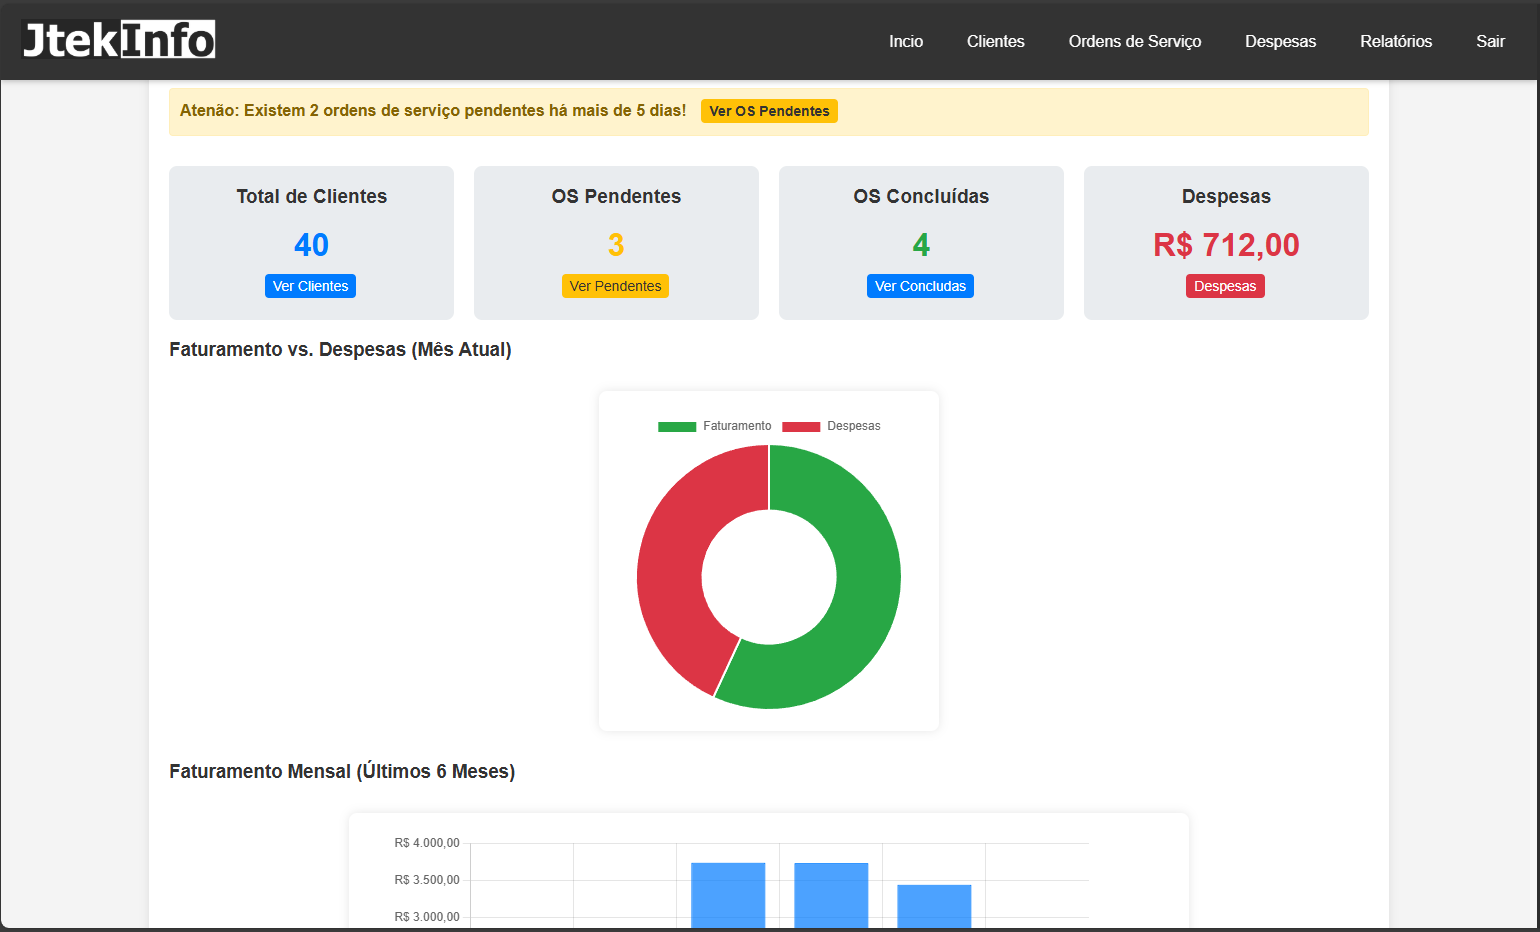 JtekInfo
Incio Clientes Ordens de Serviço Despesas Relatórios Sair
Atenão: Existem 2 ordens de serviço pendentes há mais de 5 dias! Ver OS Pendentes
Total de Clientes
40
Ver Clientes
OS Pendentes
3
Ver Pendentes
OS Concluídas
4
Ver Concludas
Despesas
R$ 712,00
Despesas
Faturamento vs. Despesas (Mês Atual)
Faturamento Despesas
Faturamento Mensal (Últimos 6 Meses)
R$ 4.000,00
R$ 3.500,00
R$ 3.000,00